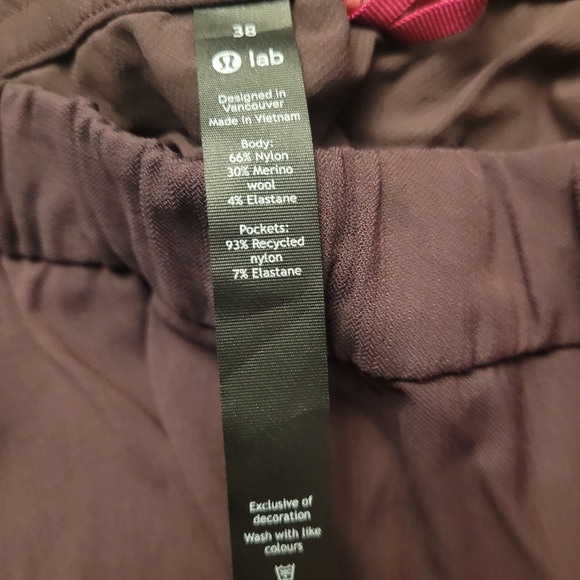 38
lab
Designed in
Vancouver
Made in Vietnam
Body:
66% Nylon
30% Merino
wool
4% Elastane
Pockets:
93% Recycled
nylon
7% Elastane
Exclusive of
decoration
Wash with like
colours